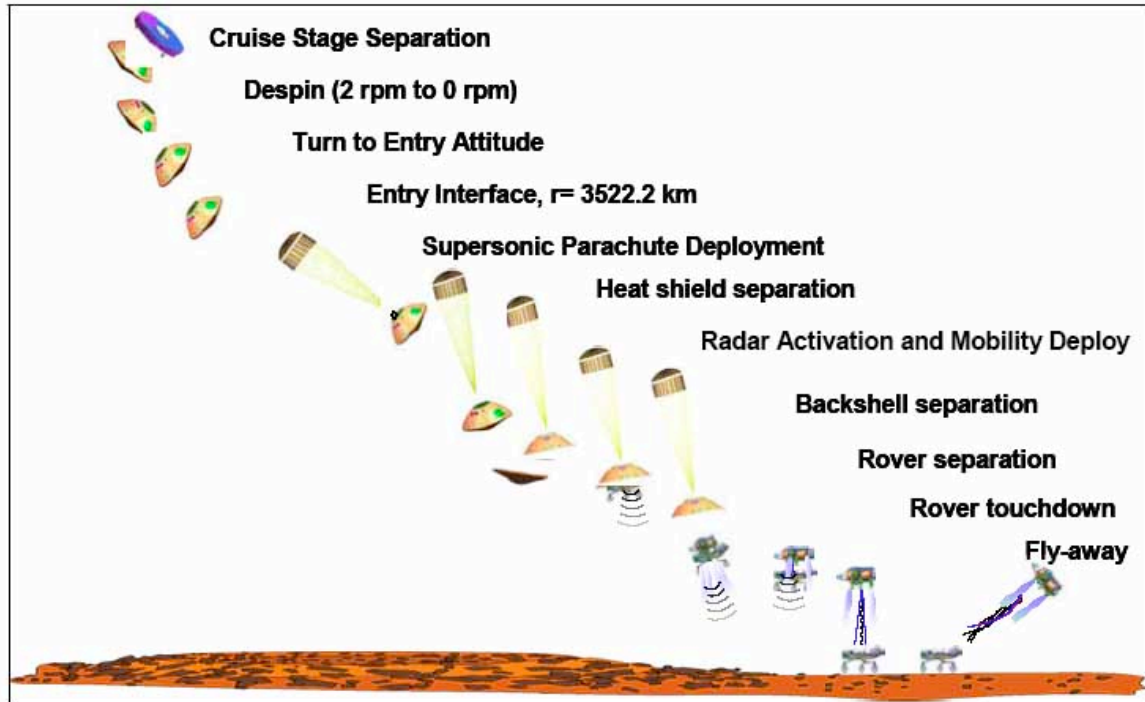 Cruise Stage Separation
Despin (2 rpm to 0 rpm)
Turn to Entry Attitude
Entry Interface, r= 3522.2 km
Supersonic Parachute Deployment
Heat shield separation
Radar Activation and Mobility Deploy
Backshell separation
Rover separation
Rover touchdown
Fly-away